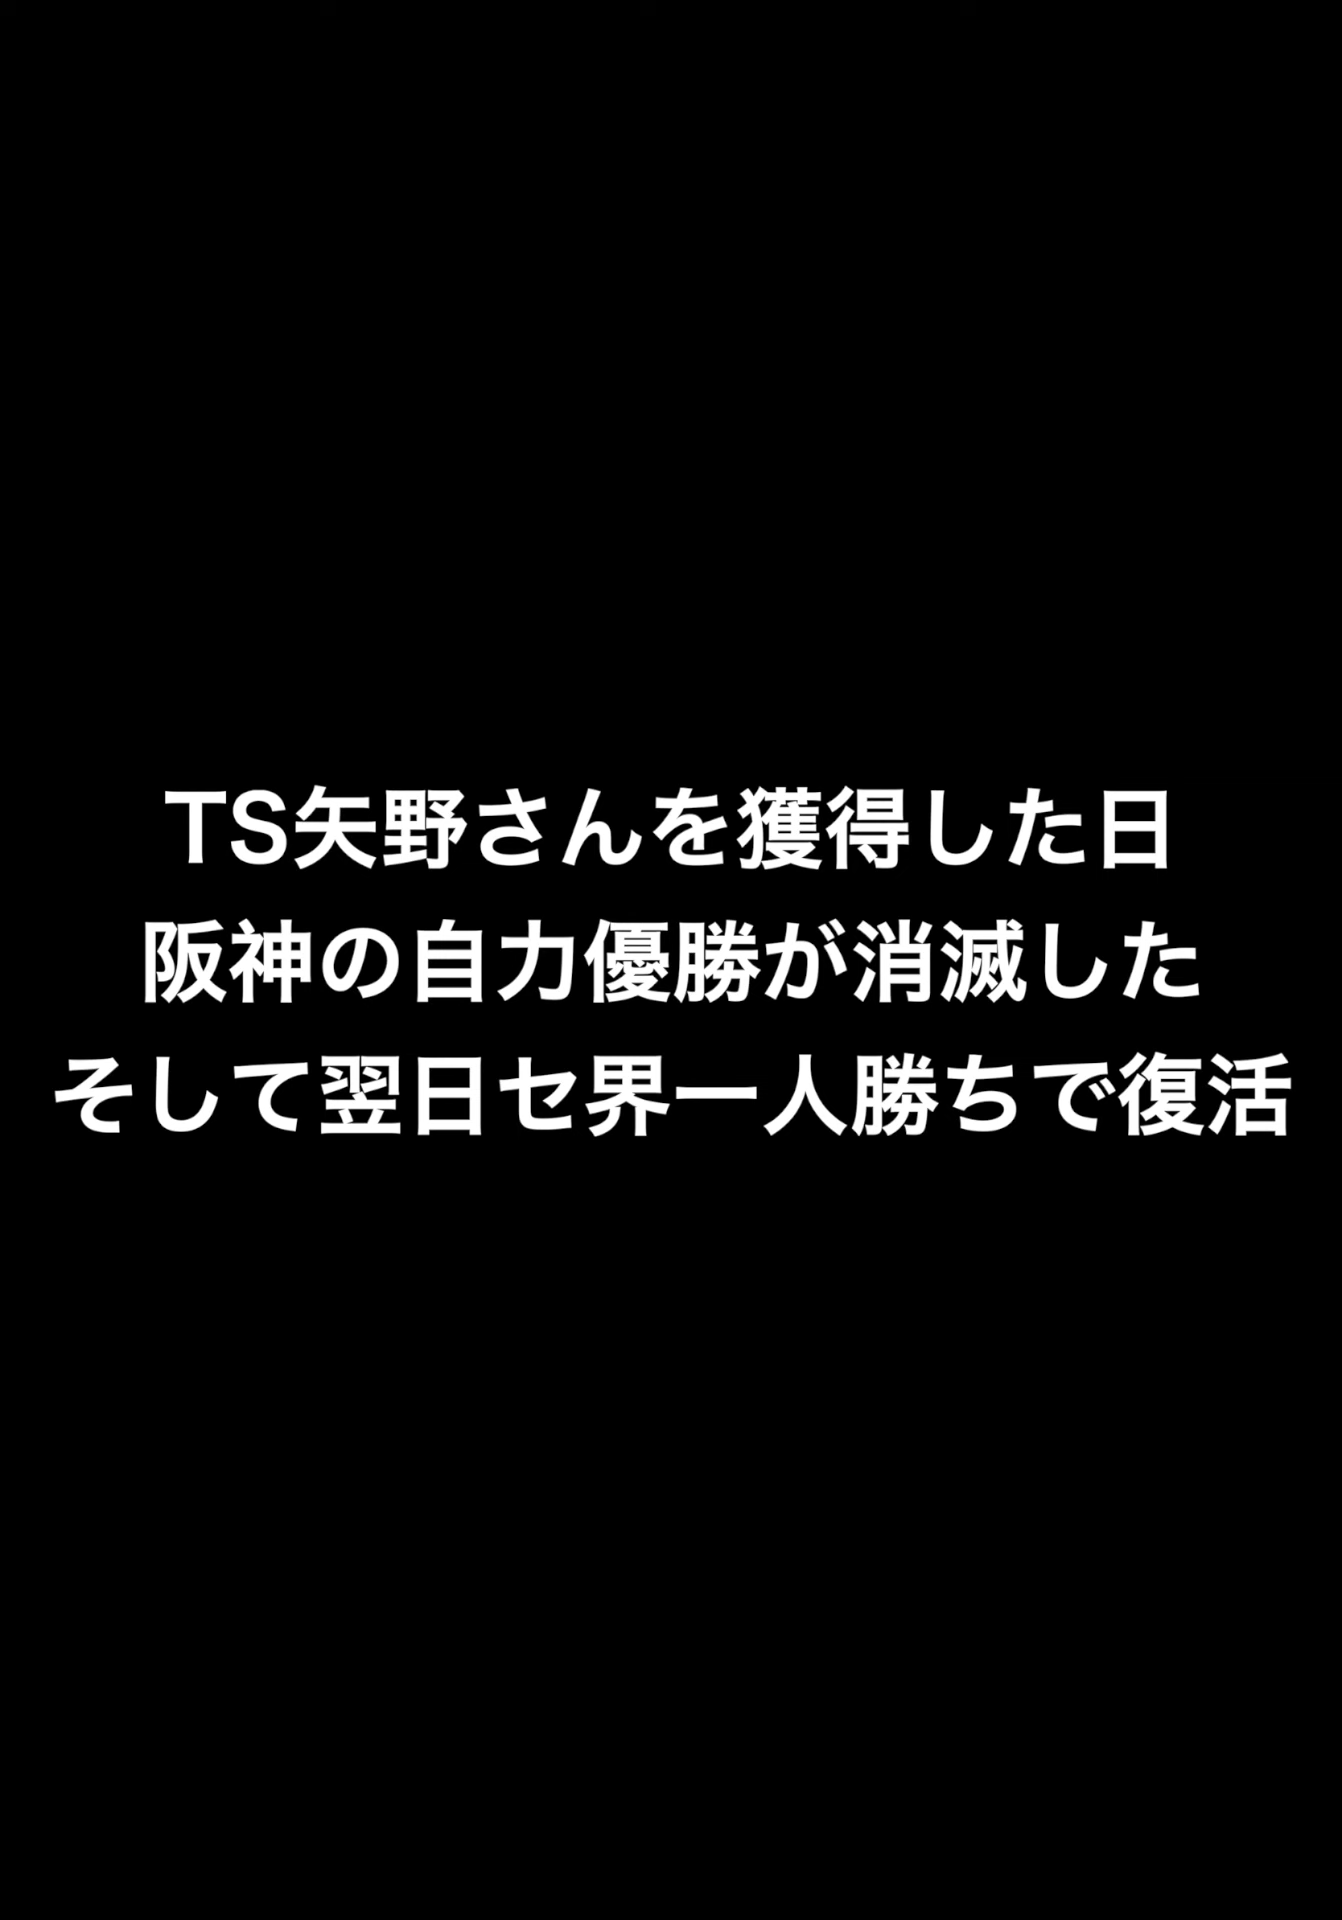 TS矢野さんを獲得した日
阪神の自力優勝が消滅した
そして翌日セ界一人勝ちで復活